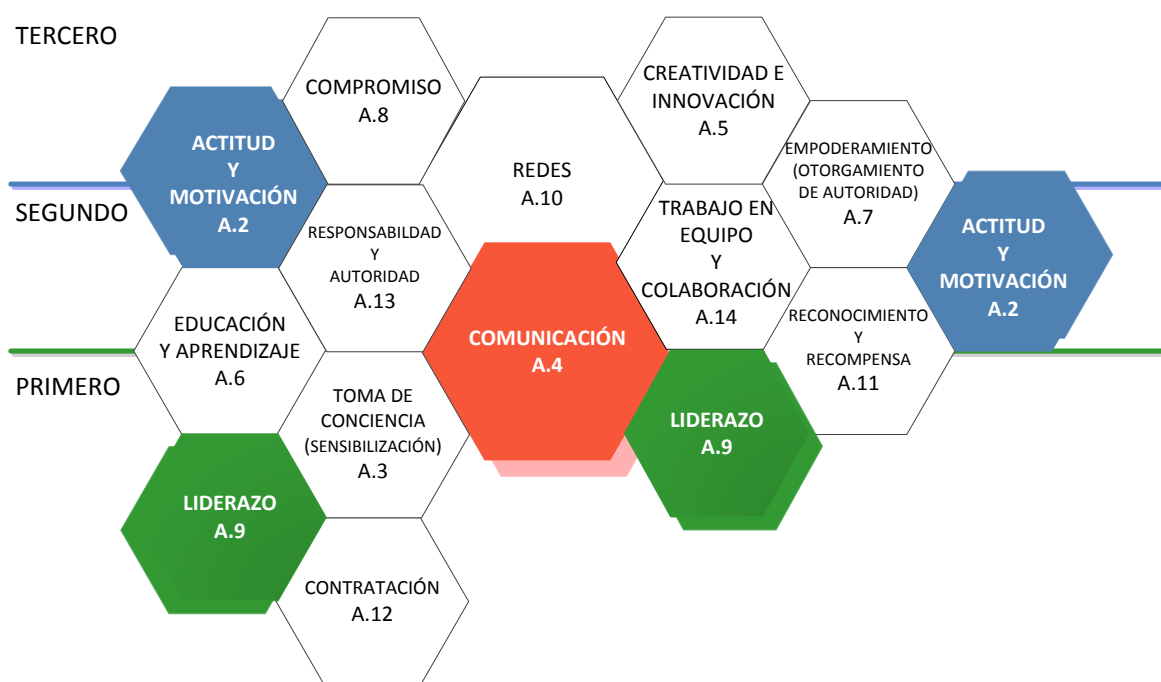 TERCERO
COMPROMISO
A.8
CREATIVIDAD E
INNOVACIÓN
A.5
ACTITUD
Y
MOTIVACIÓN
A.2
REDES
A.10
EMPODERAMIENTO
(OTORGAMIENTO
DE AUTORIDAD)
A.7
SEGUNDO
RESPONSABILDAD
Y
AUTORIDAD
A.13
TRABAJO EN
EQUIPO
Y
COLABORACIÓN
A.14
ACTITUD
Y
MOTIVACIÓN
A.2
EDUCACIÓN
Y APRENDIZAJE
A.6
COMUNICACIÓN
A.4
RECONOCIMIENTO
Y
RECOMPENSA
A.11
PRIMERO
TOMA DE
CONCIENCIA
(SENSIBILIZACIÓN)
A.3
LIDERAZO
A.9
LIDERAZO
A.9
CONTRATACIÓN
A.12